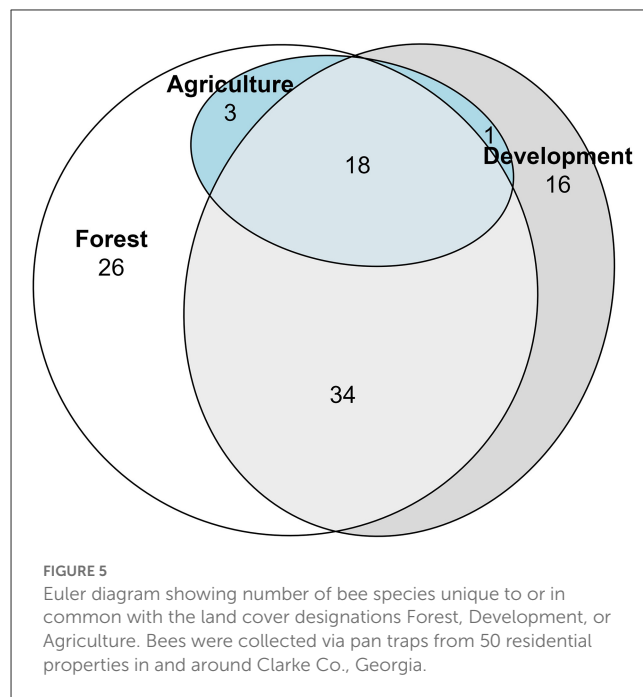 Agriculture
3
1
Development
18
16
Forest
26
34
FIGURE 5
Euler diagram showing number of bee species unique to or in
common with the land cover designations Forest, Development, or
Agriculture. Bees were collected via pan traps from 50 residential
properties in and around Clarke Co., Georgia.